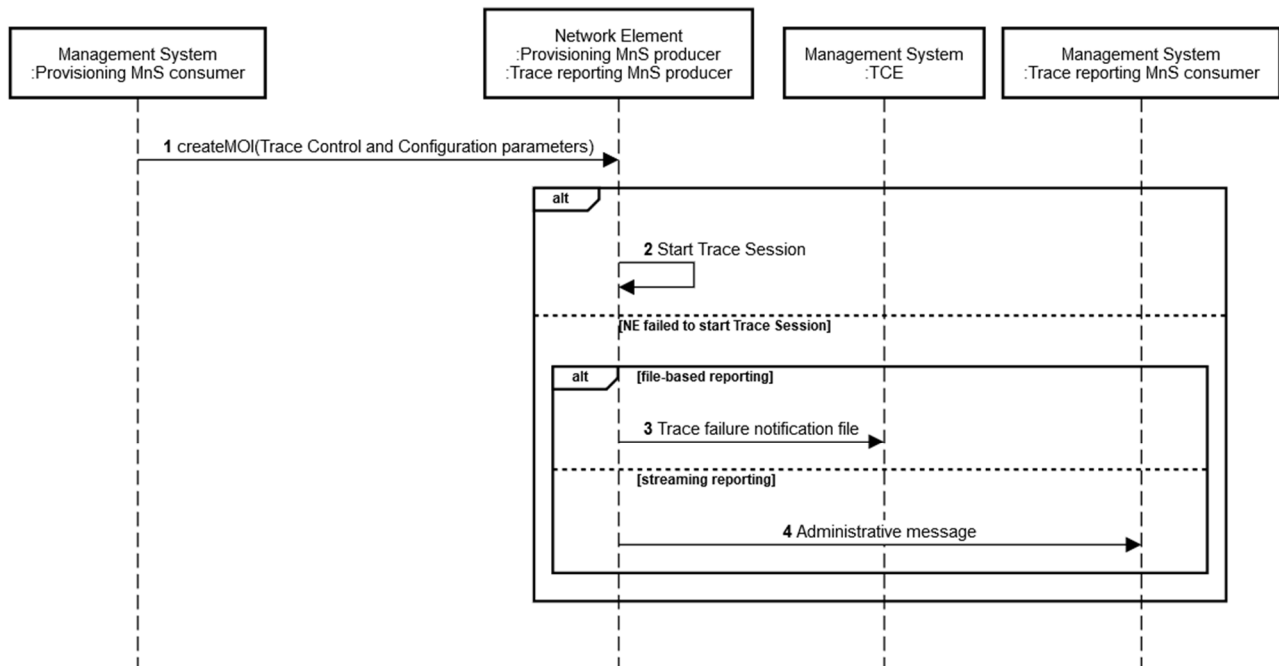 Management System
:Provisioning MnS consumer
Network Element
:Provisioning MnS producer
:Trace reporting MnS producer
Management System
:TCE
Management System
:Trace reporting MnS consumer
1 createMOI(Trace Control and Configuration parameters)
alt
2 Start Trace Session
[NE failed to start Trace Session]
alt
[file-based reporting]
3 Trace failure notification file
[streaming reporting]
4 Administrative message